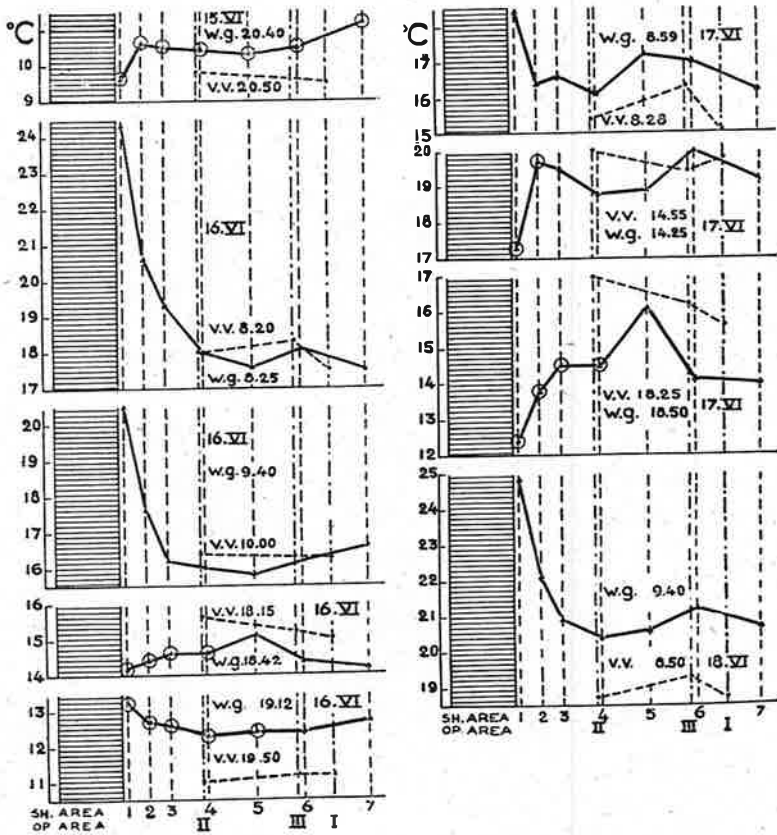 °C
15.VI
w.g. 20.40
v.v. 20.50
10
9
24
23
22
21
20
19
18
17
16.VI
v.v. 8.20
w.g. 8.25
20
19
18
17
16
16.VI
w.g. 9.40
v.v. 10.00
16
15
14
v.v. 18.15
16.VI
w.g. 18.42
13
12
11
w.g. 19.12
16.VI
v.v. 19.50
SH. AREA 1 2 3 4 5 6 7
OP AREA II III I
°C
17
16
15
w.g. 8.59
17.VI
v.v. 8.28
20
19
18
17
v.v. 14.55
w.g. 14.25
17.VI
17
16
15
14
13
12
v.v. 18.25
w.g. 18.50
17.VI
25
24
23
22
21
20
19
w.g. 9.40
v.v. 8.50
18.VI
SH. AREA 1 2 3 4 5 6 7
OP. AREA II III I